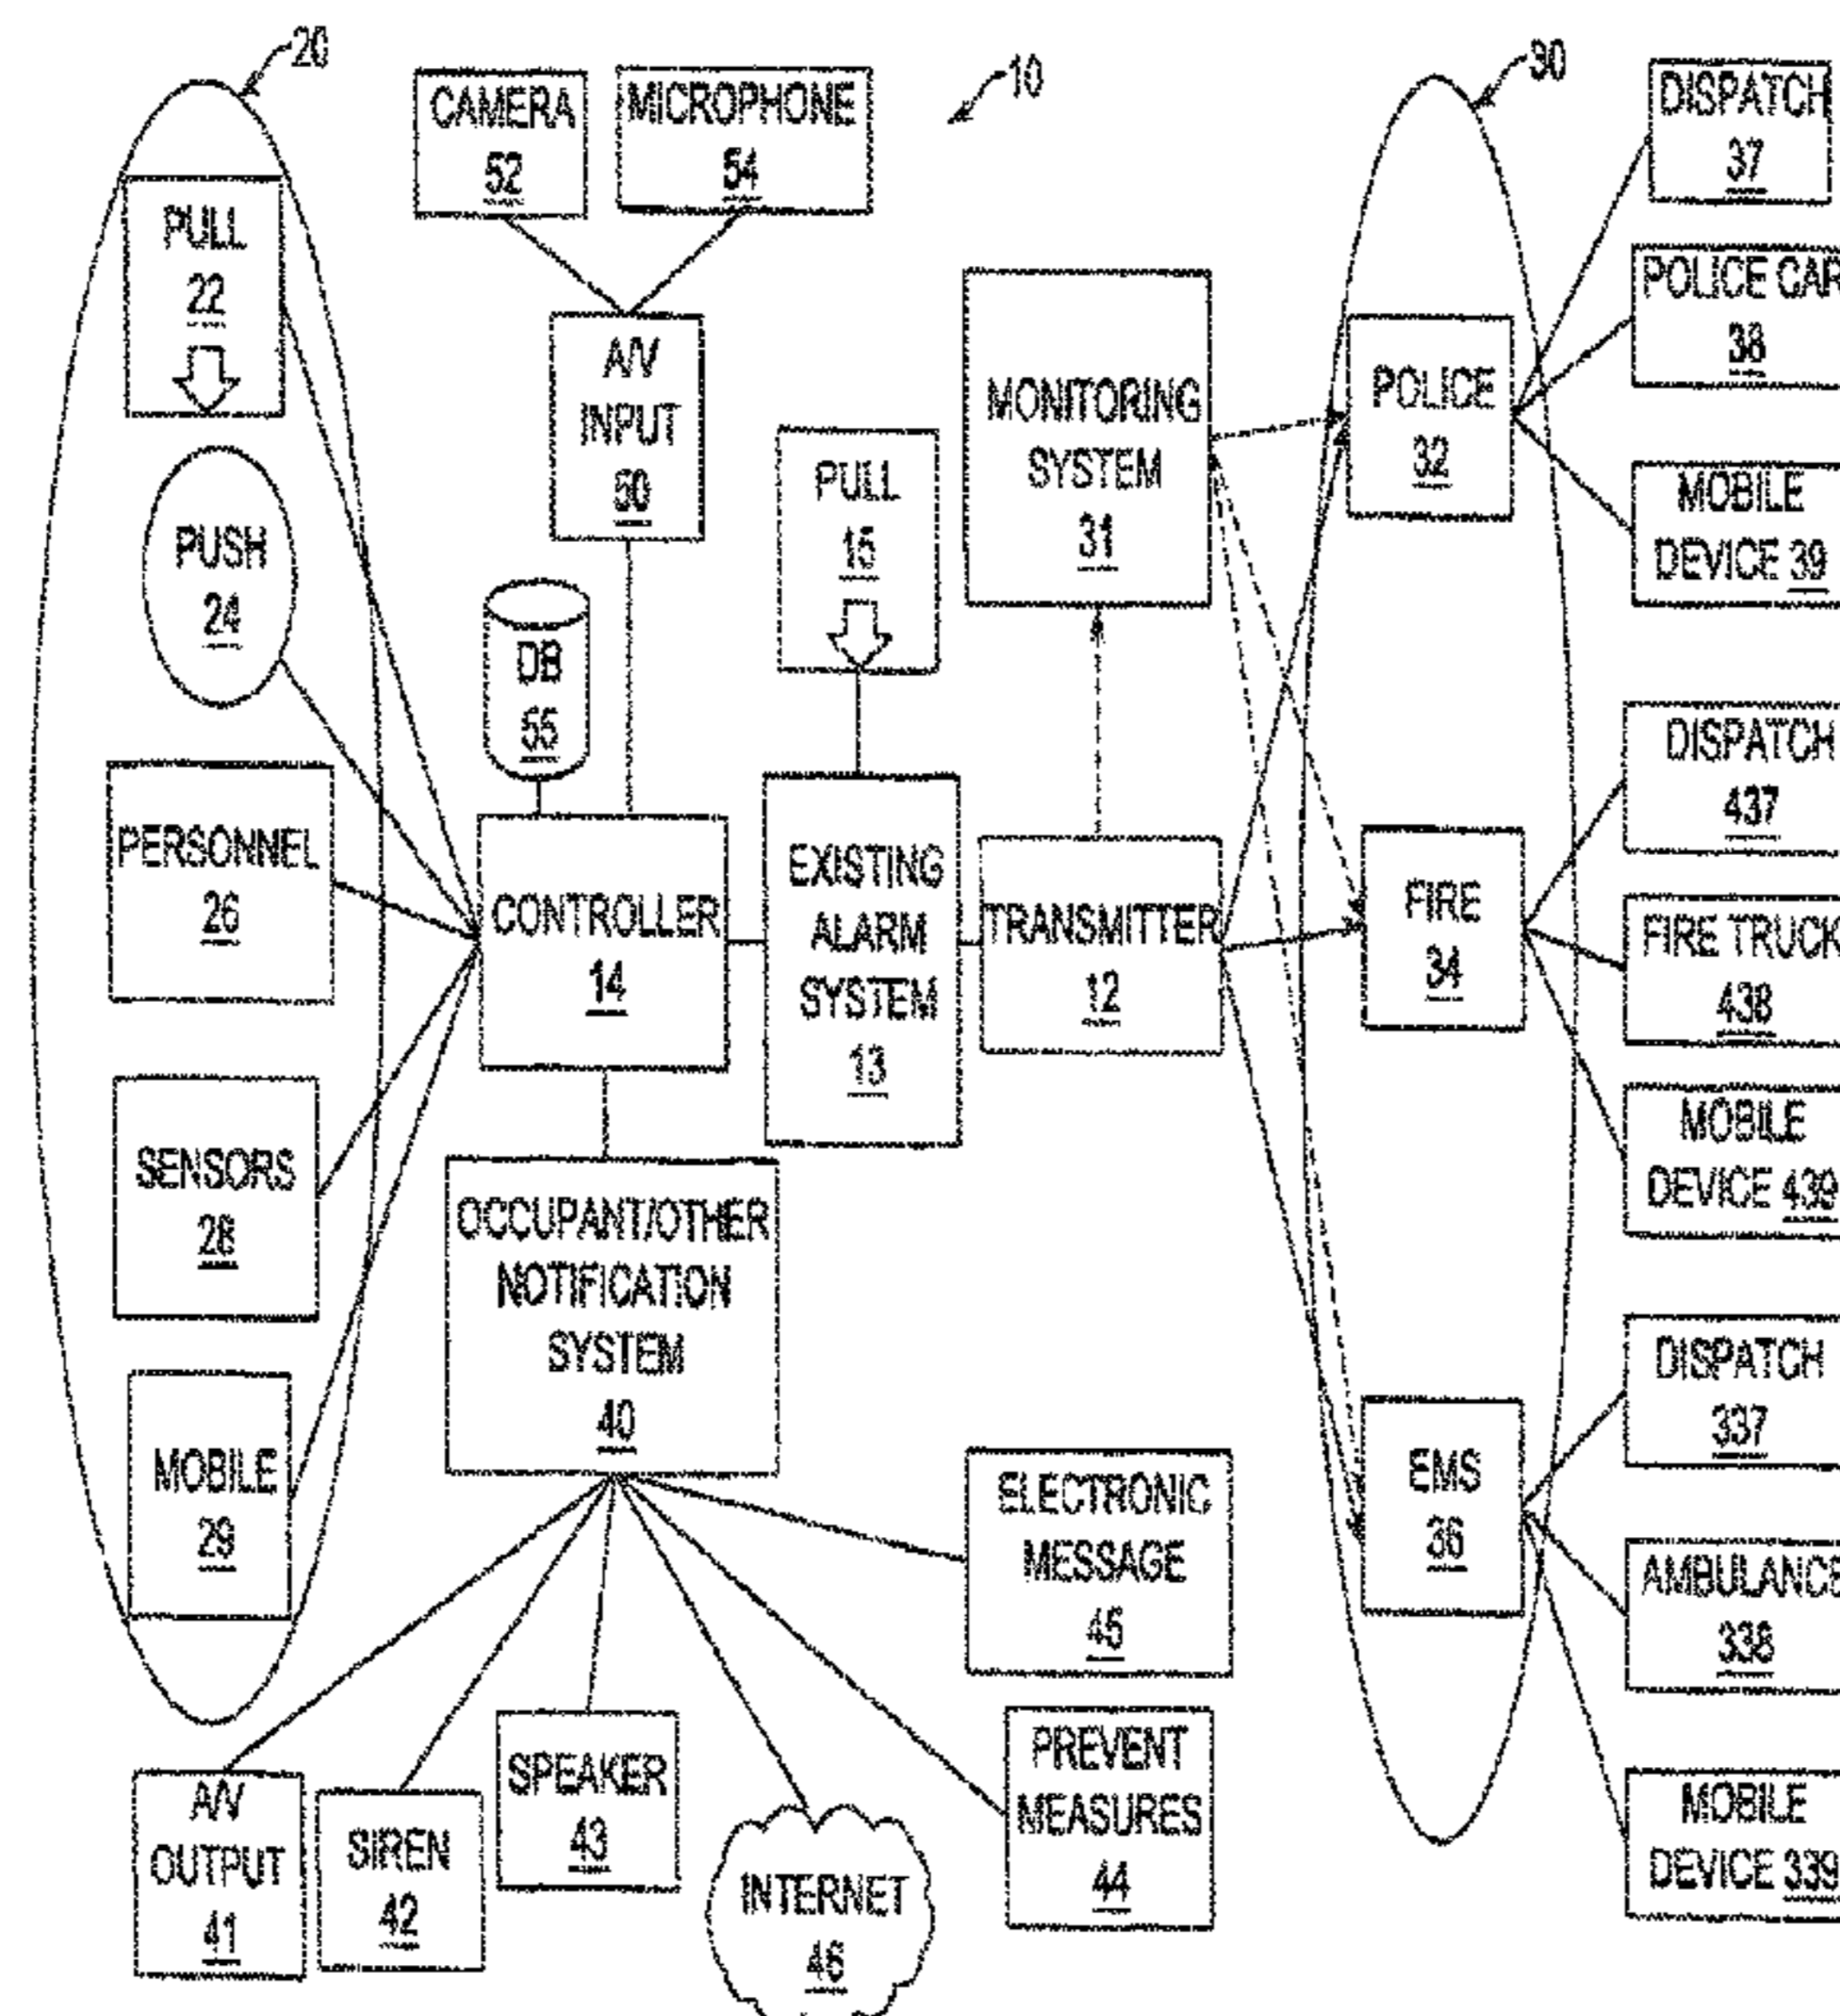 20
10
30
CAMERA
52
MICROPHONE
54
DISPATCH
37
PULL
22
POLICE CAR
38
A/V
INPUT
50
MONITORING
SYSTEM
31
POLICE
32
PULL
15
MOBILE
DEVICE 39
PUSH
24
DB
55
DISPATCH
437
PERSONNEL
26
CONTROLLER
14
EXISTING
ALARM
SYSTEM
13
TRANSMITTER
12
FIRE
34
FIRE TRUCK
438
MOBILE
DEVICE 439
SENSORS
28
OCCUPANT/OTHER
NOTIFICATION
SYSTEM
40
DISPATCH
337
MOBILE
29
ELECTRONIC
MESSAGE
45
EMS
36
AMBULANCE
338
A/V
OUTPUT
41
SIREN
42
SPEAKER
43
INTERNET
46
PREVENT
MEASURES
44
MOBILE
DEVICE 339